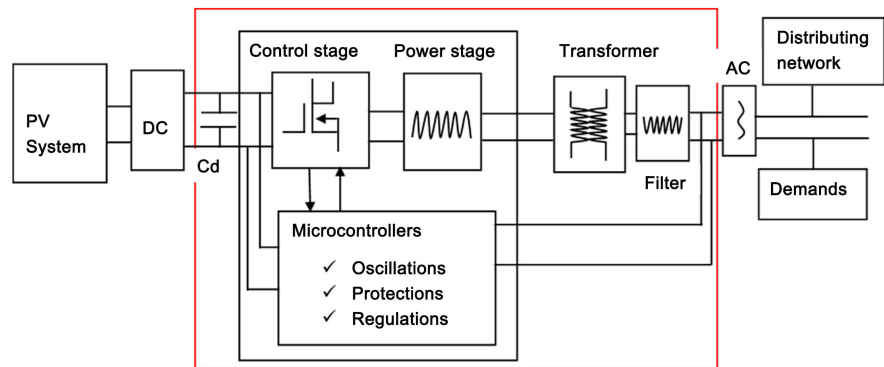 Control stage
Power stage
Transformer
AC
Distributing
network
PV
System
DC
Cd
Filter
Demands
Microcontrollers
✓ Oscillations
✓ Protections
✓ Regulations